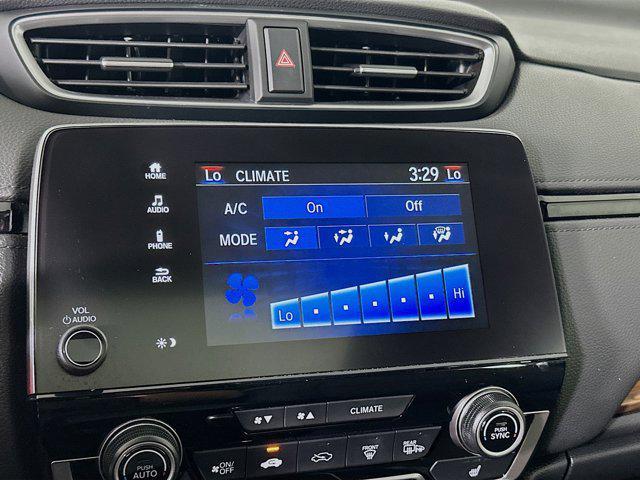 HOME
Lo CLIMATE 3:29 Lo
AUDIO
A/C On Off
PHONE
MODE
BACK
Lo Hi
VOL
AUDIO
CLIMATE
PUSH
SYNC
ON/
OFF
FRONT
REAR
PUSH
AUTO